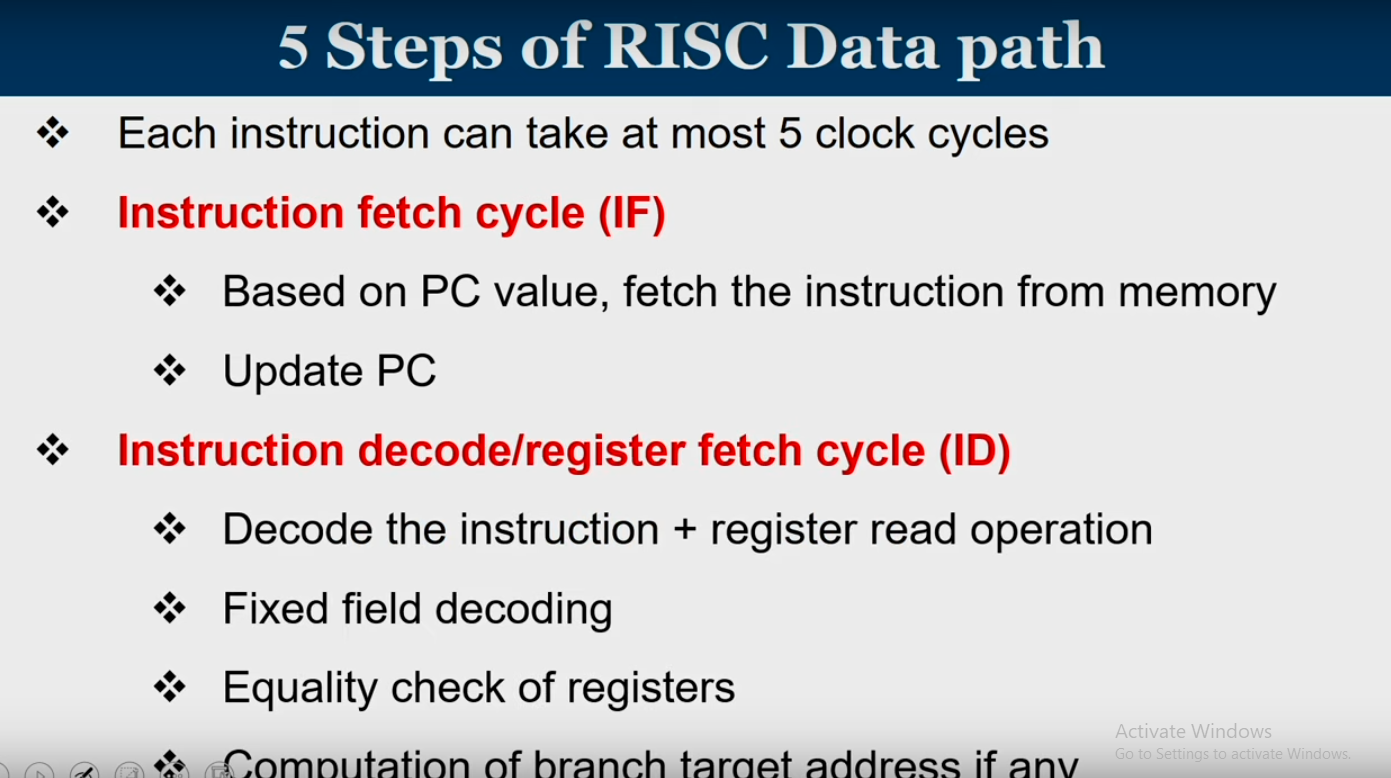 5 Steps of RISC Data path
❖ Each instruction can take at most 5 clock cycles
❖ Instruction fetch cycle (IF)
❖ Based on PC value, fetch the instruction from memory
❖ Update PC
❖ Instruction decode/register fetch cycle (ID)
❖ Decode the instruction + register read operation
❖ Fixed field decoding
❖ Equality check of registers
❖ Computation of branch target address if any
Activate Windows
Go to Settings to activate Windows.